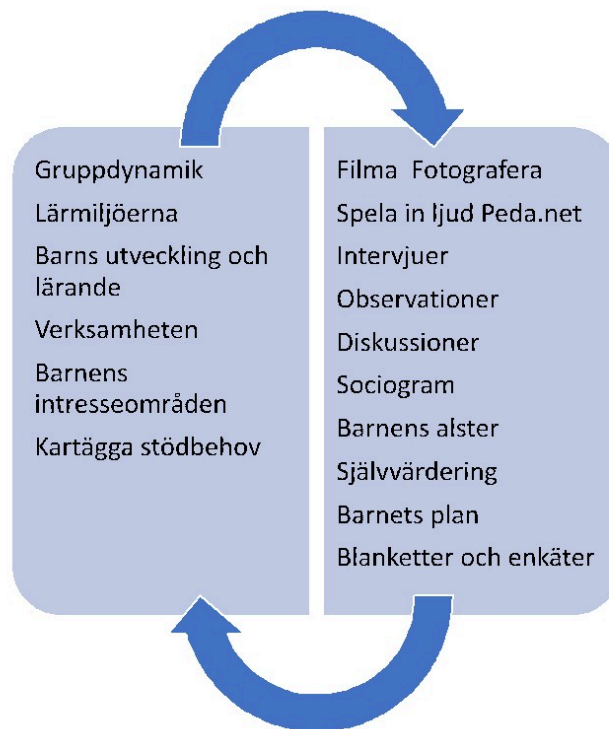 Gruppdynamik
Lärmiljöerna
Barns utveckling och
lärande
Verksamheten
Barnens
intresseområden
Kartägga stödbehov
Filma  Fotografera
Spela in ljud Peda.net
Intervjuer
Observationer
Diskussioner
Sociogram
Barnens alster
Självvärdering
Barnets plan
Blanketter och enkäter